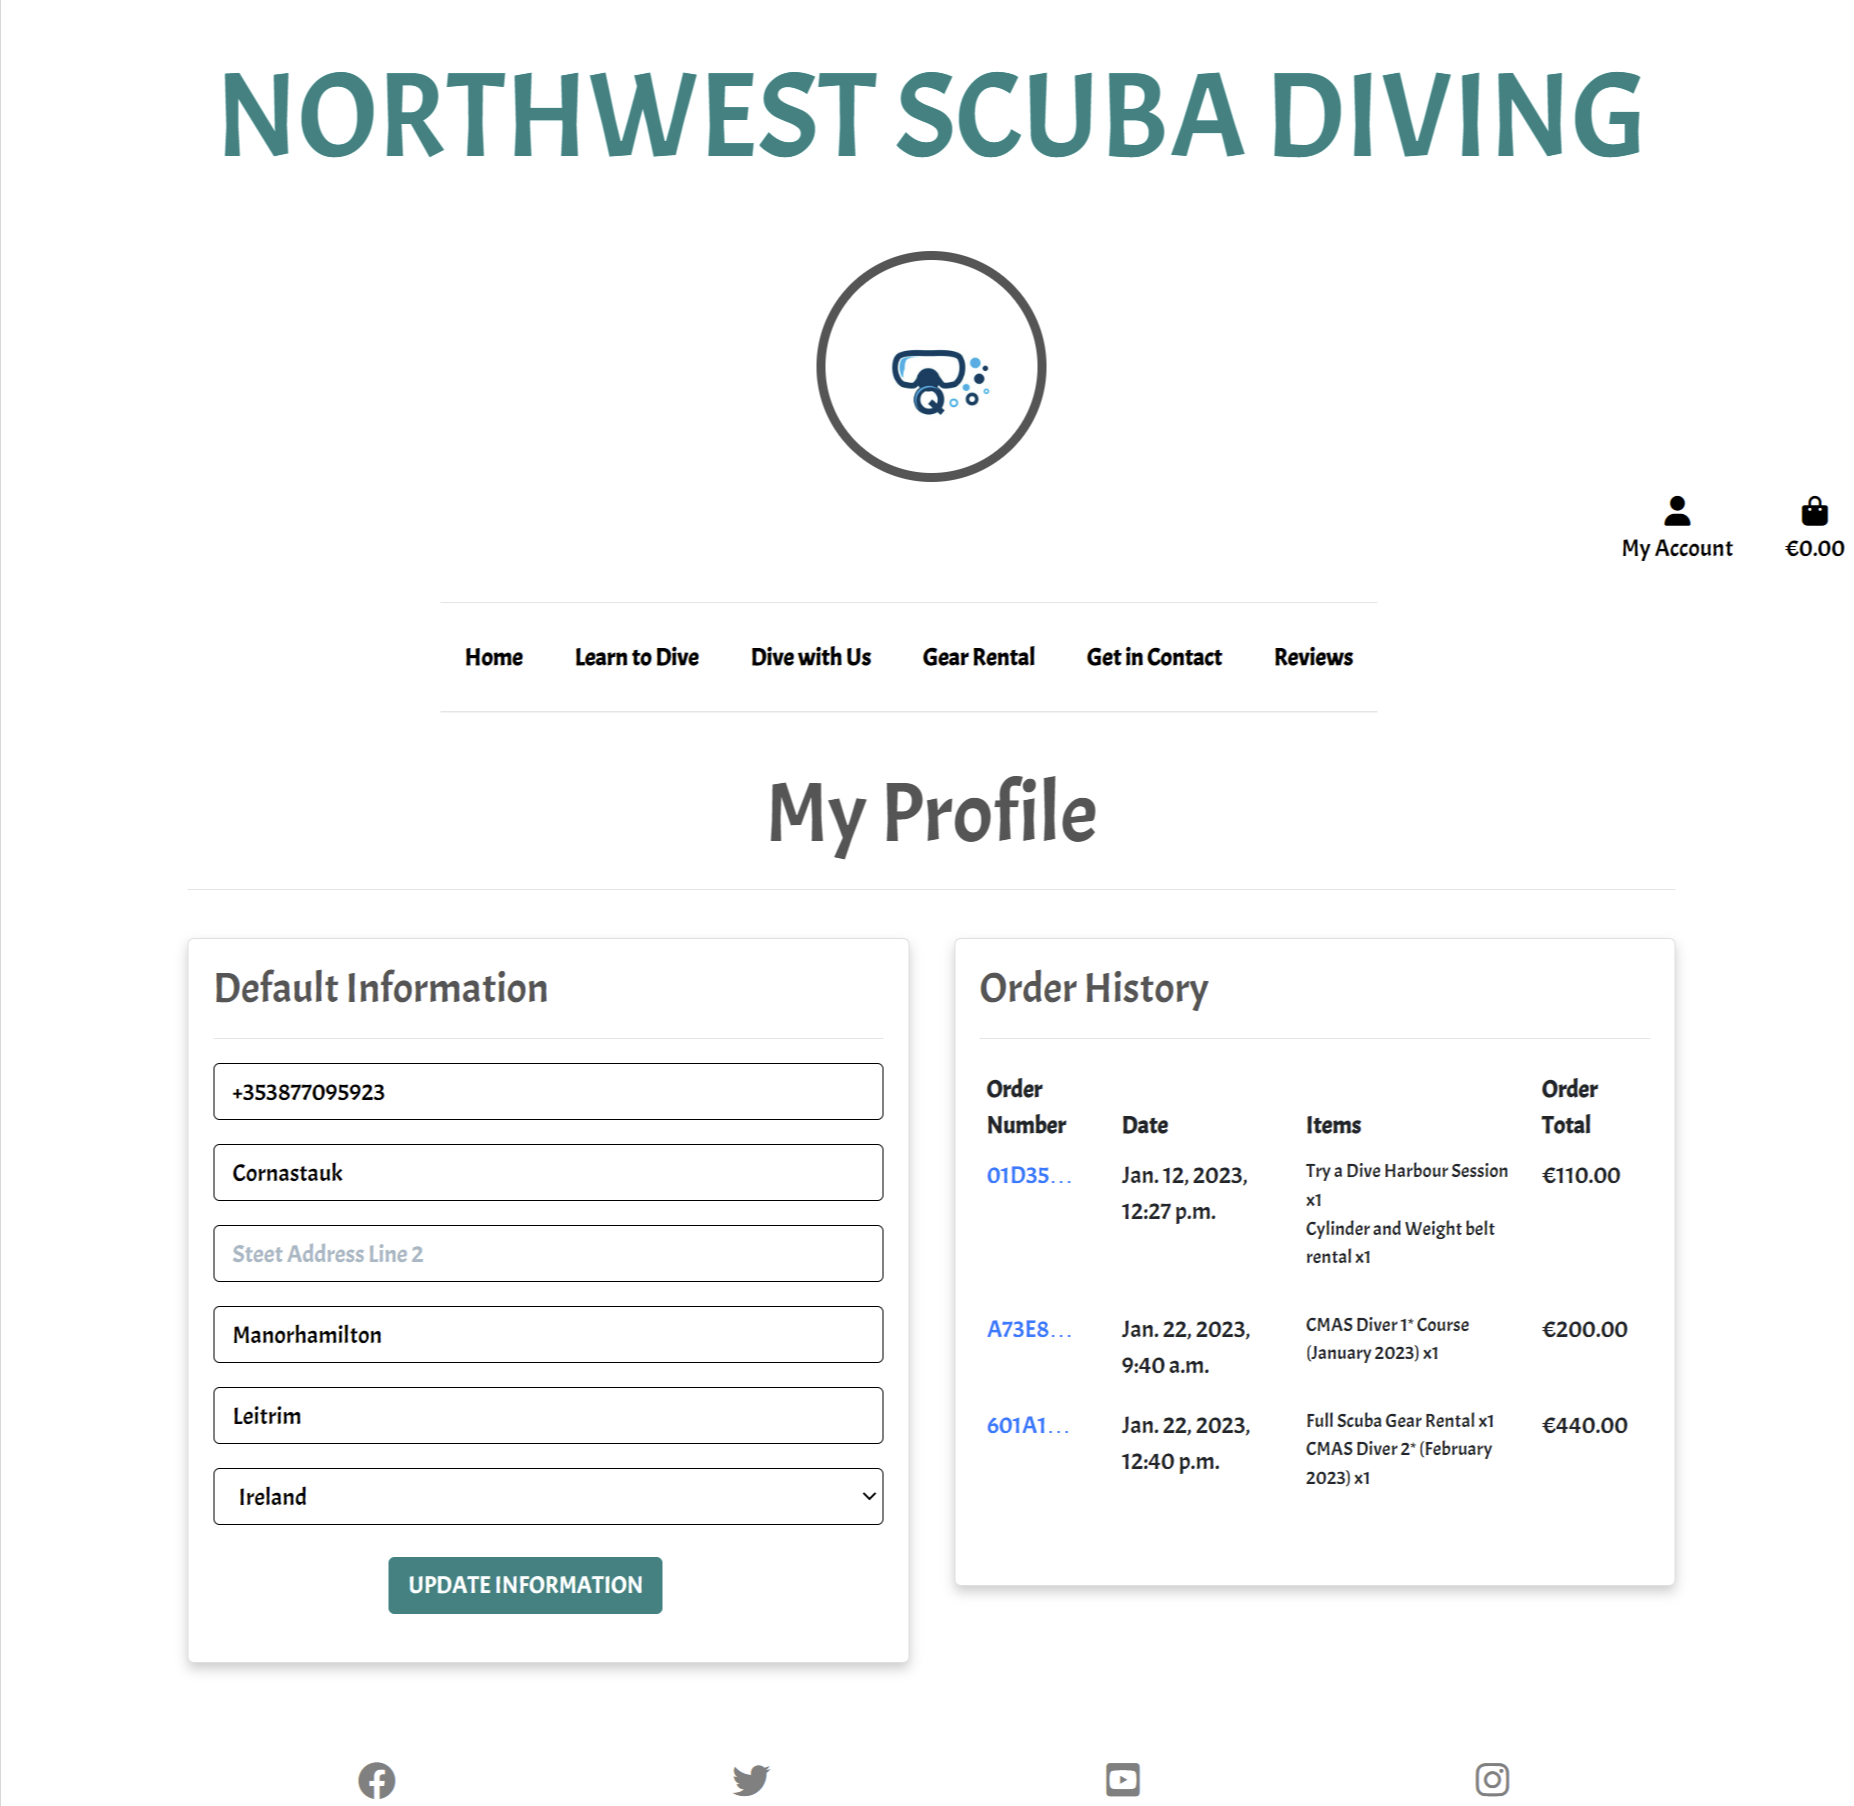 NORTHWEST SCUBA DIVING
Q
My Account
€0.00
Home Learn to Dive Dive with Us Gear Rental Get in Contact Reviews
My Profile
Default Information
+353877095923
Cornastauk
Steet Address Line 2
Manorhamilton
Leitrim
Ireland
UPDATE INFORMATION
Order History
Order Number Date Items Order Total
01D35... Jan. 12, 2023, 12:27 p.m. Try a Dive Harbour Session x1 Cylinder and Weight belt rental x1 €110.00
A73E8... Jan. 22, 2023, 9:40 a.m. CMAS Diver 1* Course (January 2023) x1 €200.00
601A1... Jan. 22, 2023, 12:40 p.m. Full Scuba Gear Rental x1 CMAS Diver 2* (February 2023) x1 €440.00